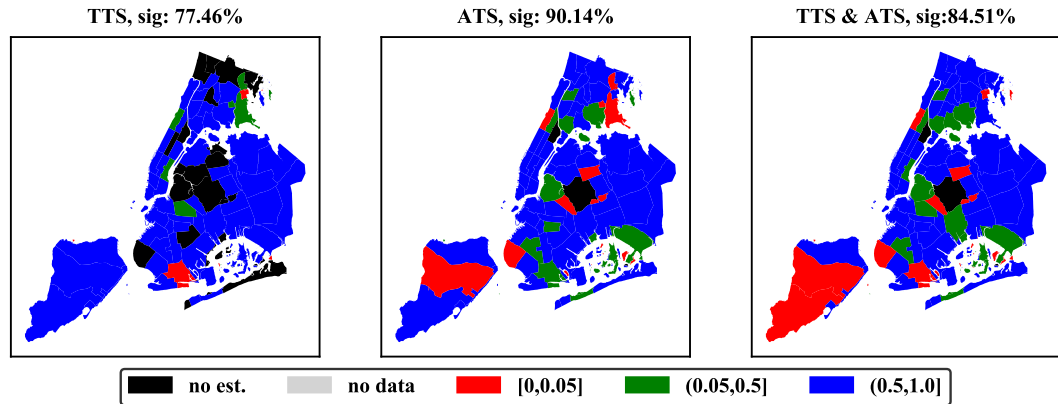 TTS, sig: 77.46%
ATS, sig: 90.14%
TTS & ATS, sig:84.51%
no est.
no data
[0,0.05]
(0.05,0.5]
(0.5,1.0]